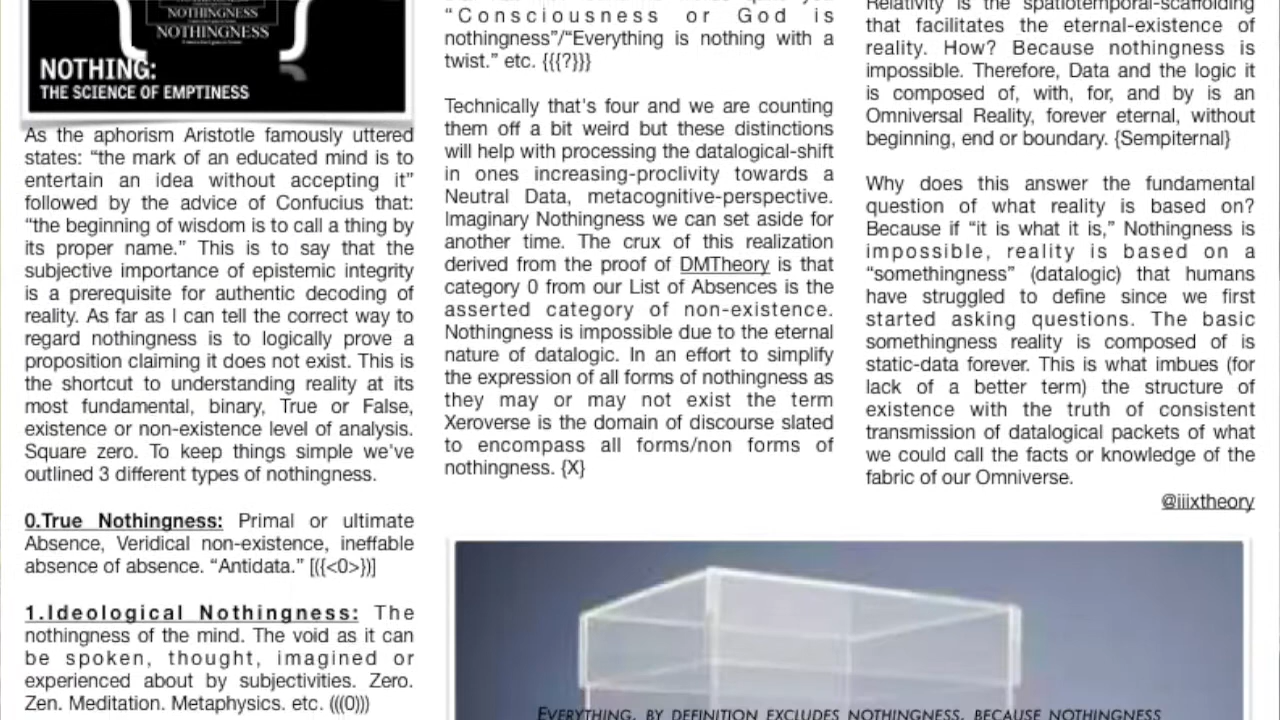 NOTHINGNESS
NOTHINGNESS
NOTHING:
THE SCIENCE OF EMPTINESS
As the aphorism Aristotle famously uttered
states: “the mark of an educated mind is to
entertain an idea without accepting it”
followed by the advice of Confucius that:
“the beginning of wisdom is to call a thing by
its proper name.” This is to say that the
subjective importance of epistemic integrity
is a prerequisite for authentic decoding of
reality. As far as I can tell the correct way to
regard nothingness is to logically prove a
proposition claiming it does not exist. This is
the shortcut to understanding reality at its
most fundamental, binary, True or False,
existence or non-existence level of analysis.
Square zero. To keep things simple we've
outlined 3 different types of nothingness.
0.True Nothingness: Primal or ultimate
Absence, Veridical non-existence, ineffable
absence of absence. “Antidata.” [({<0>})]
1.Ideological Nothingness: The
nothingness of the mind. The void as it can
be spoken, thought, imagined or
experienced about by subjectivities. Zero.
Zen. Meditation. Metaphysics. etc. (((0)))
“Consciousness or God is
nothingness”/“Everything is nothing with a
twist.” etc. {{{?}}}
Technically that's four and we are counting
them off a bit weird but these distinctions
will help with processing the datalogical-shift
in ones increasing-proclivity towards a
Neutral Data, metacognitive-perspective.
Imaginary Nothingness we can set aside for
another time. The crux of this realization
derived from the proof of DMTheory is that
category 0 from our List of Absences is the
asserted category of non-existence.
Nothingness is impossible due to the eternal
nature of datalogic. In an effort to simplify
the expression of all forms of nothingness as
they may or may not exist the term
Xeroverse is the domain of discourse slated
to encompass all forms/non forms of
nothingness. {X}
Relativity is the spatiotemporal-scaffolding
that facilitates the eternal-existence of
reality. How? Because nothingness is
impossible. Therefore, Data and the logic it
is composed of, with, for, and by is an
Omniversal Reality, forever eternal, without
beginning, end or boundary. {Sempiternal}
Why does this answer the fundamental
question of what reality is based on?
Because if “it is what it is,” Nothingness is
impossible, reality is based on a
“somethingness” (datalogic) that humans
have struggled to define since we first
started asking questions. The basic
somethingness reality is composed of is
static-data forever. This is what imbues (for
lack of a better term) the structure of
existence with the truth of consistent
transmission of datalogical packets of what
we could call the facts or knowledge of the
fabric of our Omniverse.
@iiixtheory
EVERYTHING, BY DEFINITION EXCLUDES NOTHINGNESS, BECAUSE NOTHINGNESS